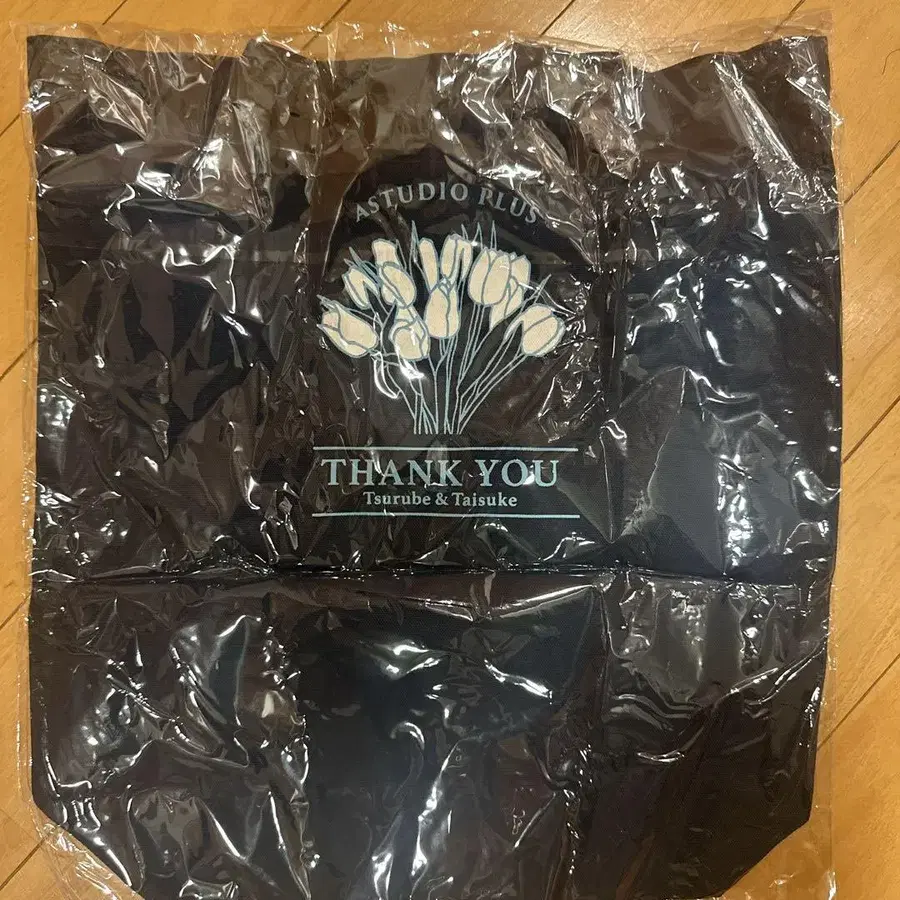 ASTUDIO PLUS
THANK YOU
Tsurube & Taisuke